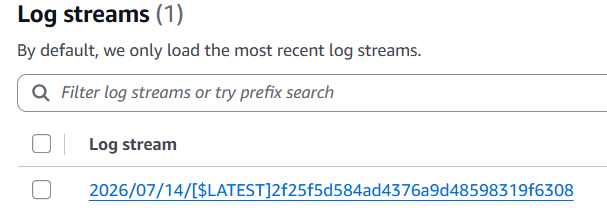 Log streams (1)
By default, we only load the most recent log streams.
Filter log streams or try prefix search
Log stream
2026/07/14/[$LATEST]2f25f5d584ad4376a9d48598319f6308